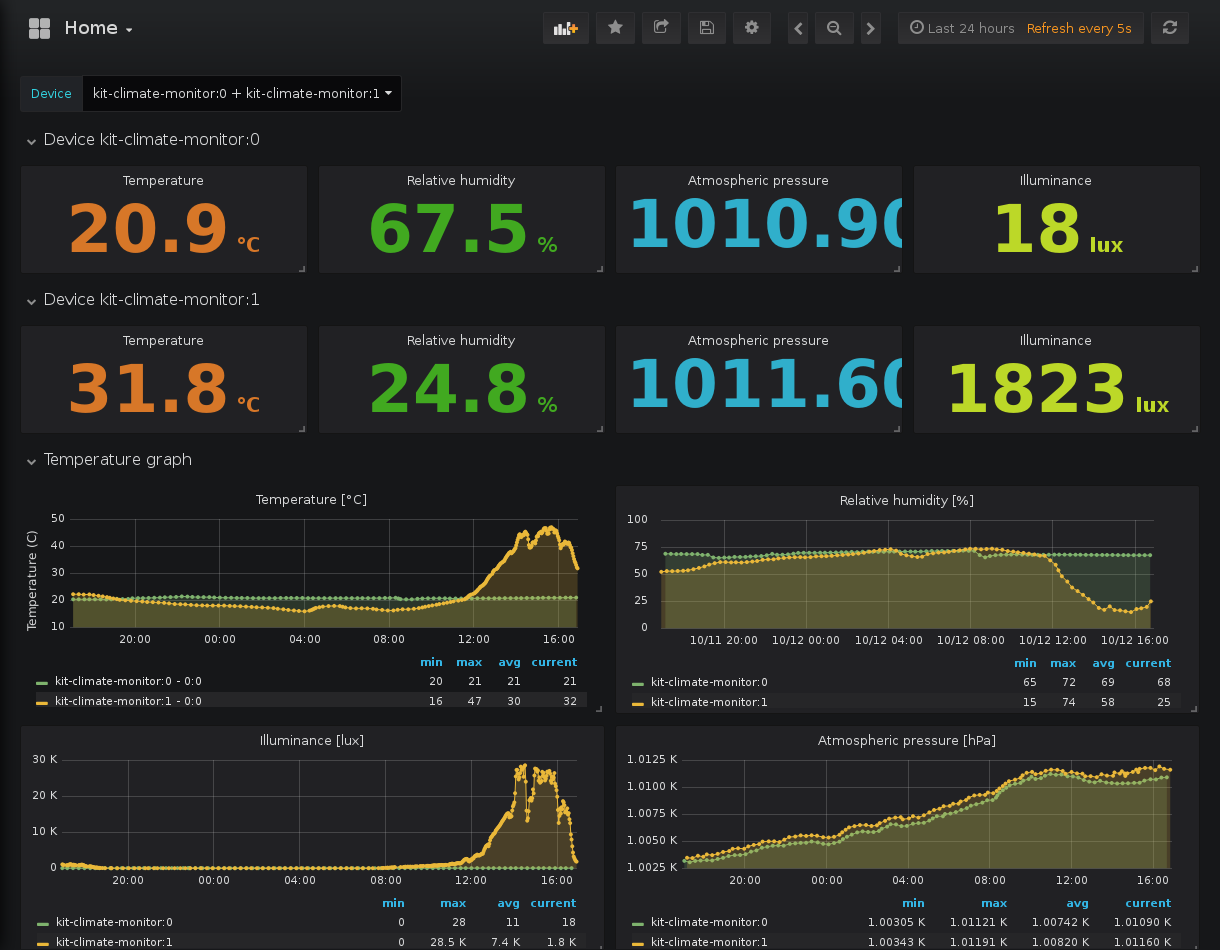 Home
Last 24 hours Refresh every 5s
Device kit-climate-monitor:0 + kit-climate-monitor:1
Device kit-climate-monitor:0
Temperature Relative humidity Atmospheric pressure Illuminance
20.9 °C 67.5 % 1010.90 18 lux
Device kit-climate-monitor:1
Temperature Relative humidity Atmospheric pressure Illuminance
31.8 °C 24.8 % 1011.60 1823 lux
Temperature graph
Temperature [°C]
Temperature (C)
50
40
30
20
10
20:00 00:00 04:00 08:00 12:00 16:00
min max avg current
kit-climate-monitor:0 - 0:0 20 21 21 21
kit-climate-monitor:1 - 0:0 16 47 30 32
Relative humidity [%]
100
75
50
25
0
10/11 20:00 10/12 00:00 10/12 04:00 10/12 08:00 10/12 12:00 10/12 16:00
min max avg current
kit-climate-monitor:0 65 72 69 68
kit-climate-monitor:1 15 74 58 25
Illuminance [lux]
30 K
20 K
10 K
0
20:00 00:00 04:00 08:00 12:00 16:00
min max avg current
kit-climate-monitor:0 0 28 11 18
kit-climate-monitor:1 0 28.5 K 7.4 K 1.8 K
Atmospheric pressure [hPa]
1.0125 K
1.0100 K
1.0075 K
1.0050 K
1.0025 K
20:00 00:00 04:00 08:00 12:00 16:00
min max avg current
kit-climate-monitor:0 1.00305 K 1.01121 K 1.00742 K 1.01090 K
kit-climate-monitor:1 1.00343 K 1.01191 K 1.00820 K 1.01160 K